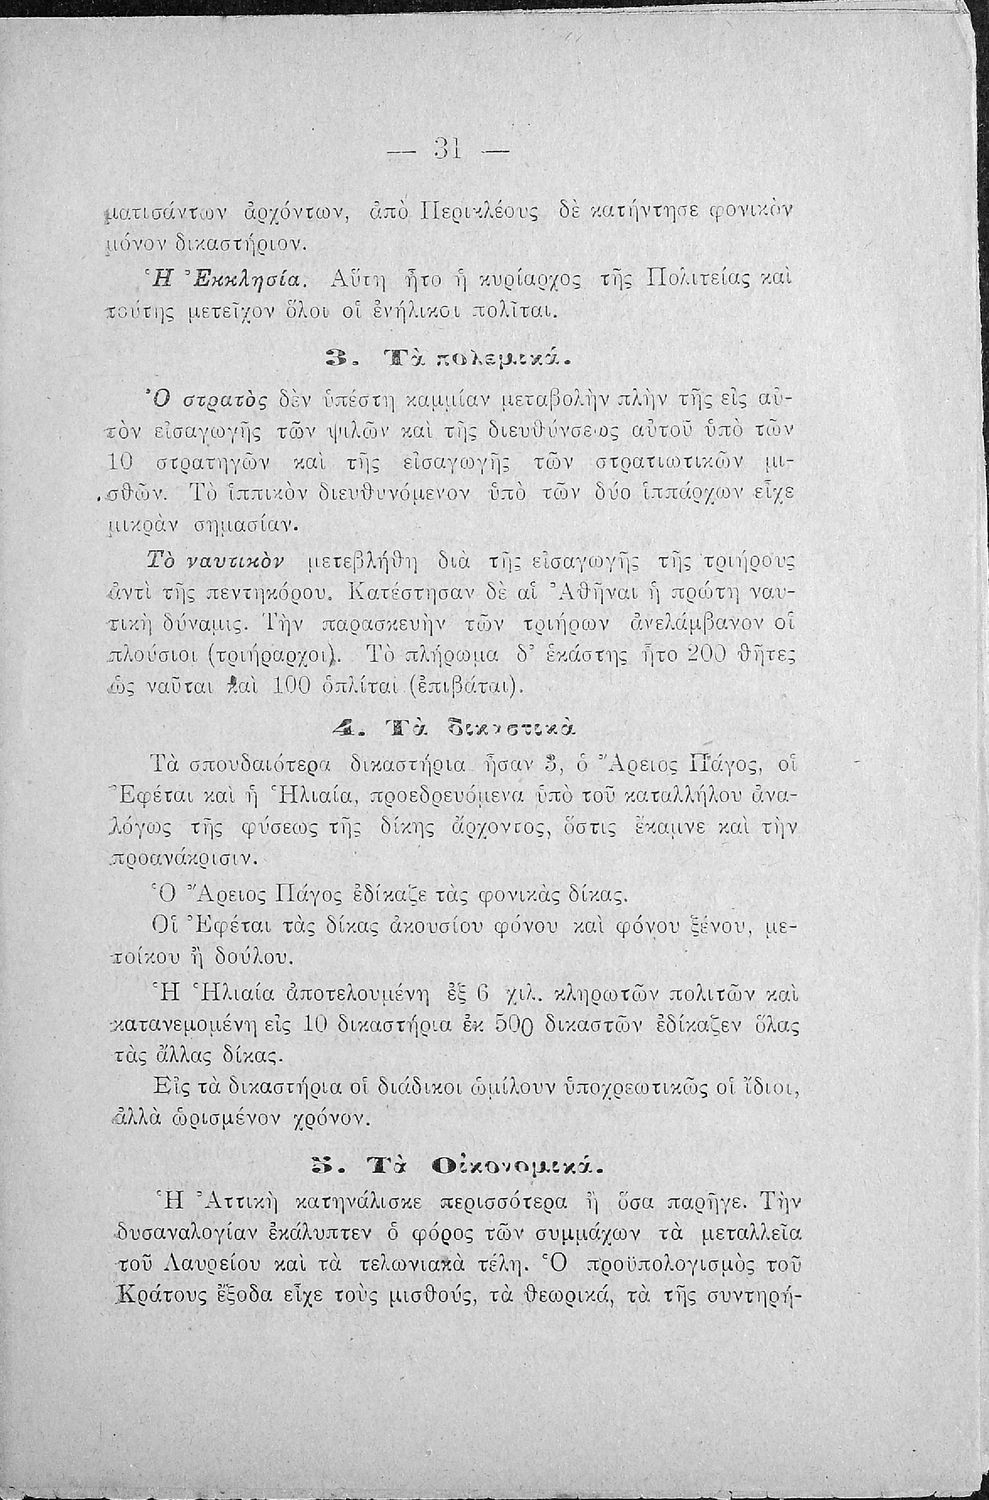 — 31 —
ματισάντων ἀρχόντων, ἀπὸ Περικλέους δὲ κατήντησε φονικὸν
μόνον δικαστήριον.
Ἡ Ἐκκλησία. Αὕτη ἦτο ἡ κυρίαρχος τῆς Πολιτείας καὶ
ταύτης μετεῖχον ὅλοι οἱ ἐνήλικοι πολῖται.
3. Τὰ πολεμικά.
Ὁ στρατὸς δὲν ὑπέστη καμμίαν μεταβολὴν πλὴν τῆς εἰς αὐ-
τὸν εἰσαγωγῆς τῶν ψιλῶν καὶ τῆς διευθύνσεως αὐτοῦ ὑπὸ τῶν
10 στρατηγῶν καὶ τῆς εἰσαγωγῆς τῶν στρατιωτικῶν μι-
σθῶν. Τὸ ἱππικὸν διευθυνόμενον ὑπὸ τῶν δύο ἱππάρχων εἶχε
μικρὰν σημασίαν.
Τὸ ναυτικὸν μετεβλήθη διὰ τῆς εἰσαγωγῆς τῆς τριήρους
ἀντὶ τῆς πεντηκόρου. Κατέστησαν δὲ αἱ Ἀθῆναι ἡ πρώτη ναυ-
τικὴ δύναμις. Τὴν παρασκευὴν τῶν τριήρων ἀνελάμβανον οἱ
πλούσιοι (τριήραρχοι). Τὸ πλήρωμα δ' ἑκάστης ἦτο 200 θῆτες
ὡς ναῦται καὶ 100 ὁπλίται (ἐπιβάται).
4. Τὰ δικαστικὰ
Τὰ σπουδαιότερα δικαστήρια ἦσαν 3, ὁ Ἄρειος Πάγος, οἱ
Ἐφέται καὶ ἡ Ἡλιαία, προεδρευόμενα ὑπὸ τοῦ καταλλήλου ἀνα-
λόγως τῆς φύσεως τῆς δίκης ἄρχοντος, ὅστις ἔκαμνε καὶ τὴν
προανάκρισιν.
Ὁ Ἄρειος Πάγος ἐδίκαζε τὰς φονικὰς δίκας.
Οἱ Ἐφέται τὰς δίκας ἀκουσίου φόνου καὶ φόνου ξένου, με-
τοίκου ἢ δούλου.
Ἡ Ἡλιαία ἀποτελουμένη ἐξ 6 χιλ. κληρωτῶν πολιτῶν καὶ
κατανεμομένη εἰς 10 δικαστήρια ἐκ 500 δικαστῶν ἐδίκαζεν ὅλας
τὰς ἄλλας δίκας.
Εἰς τὰ δικαστήρια οἱ διάδικοι ὡμίλουν ὑποχρεωτικῶς οἱ ἴδιοι,
ἀλλὰ ὡρισμένον χρόνον.
5. Τὰ Οἰκονομικά.
Ἡ Ἀττικὴ κατηνάλισκε περισσότερα ἢ ὅσα παρῆγε. Τὴν
δυσαναλογίαν ἐκάλυπτεν ὁ φόρος τῶν συμμάχων τὰ μεταλλεῖα
τοῦ Λαυρείου καὶ τὰ τελωνιακὰ τέλη. Ὁ προϋπολογισμὸς τοῦ
Κράτους ἔξοδα εἶχε τοὺς μισθούς, τὰ θεωρικά, τὰ τῆς συντηρή-